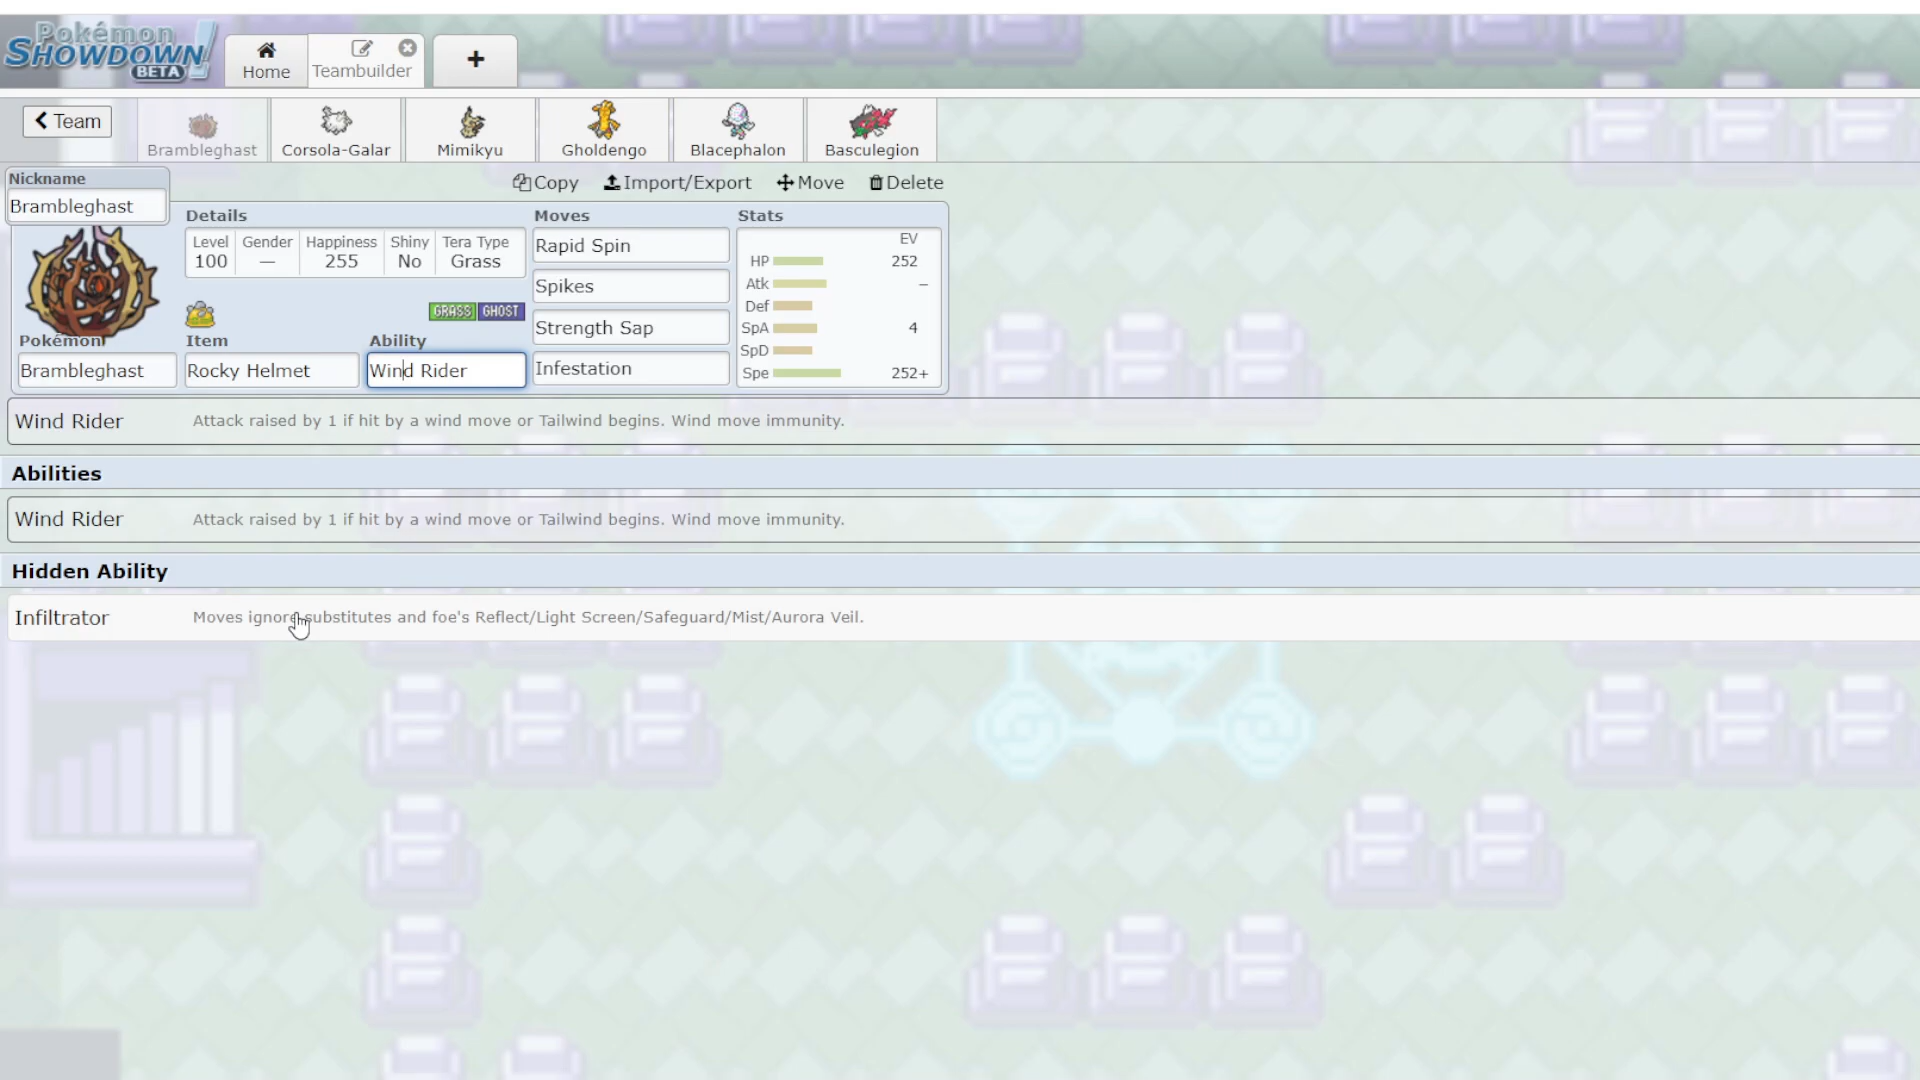 Pokémon
SHOWDOWN!
BETA
Home
Teambuilder
+
Team
Brambleghast
Corsola-Galar
Mimikyu
Gholdengo
Blacephalon
Basculegion
Nickname
Brambleghast
Copy
Import/Export
Move
Delete
Details
Level
100
Gender
—
Happiness
255
Shiny
No
Tera Type
Grass
GRASS GHOST
Pokémon
Brambleghast
Item
Rocky Helmet
Ability
Wind Rider
Moves
Rapid Spin
Spikes
Strength Sap
Infestation
Stats
EV
HP 252
Atk –
Def
SpA 4
SpD
Spe 252+
Wind Rider Attack raised by 1 if hit by a wind move or Tailwind begins. Wind move immunity.
Abilities
Wind Rider Attack raised by 1 if hit by a wind move or Tailwind begins. Wind move immunity.
Hidden Ability
Infiltrator Moves ignore substitutes and foe's Reflect/Light Screen/Safeguard/Mist/Aurora Veil.